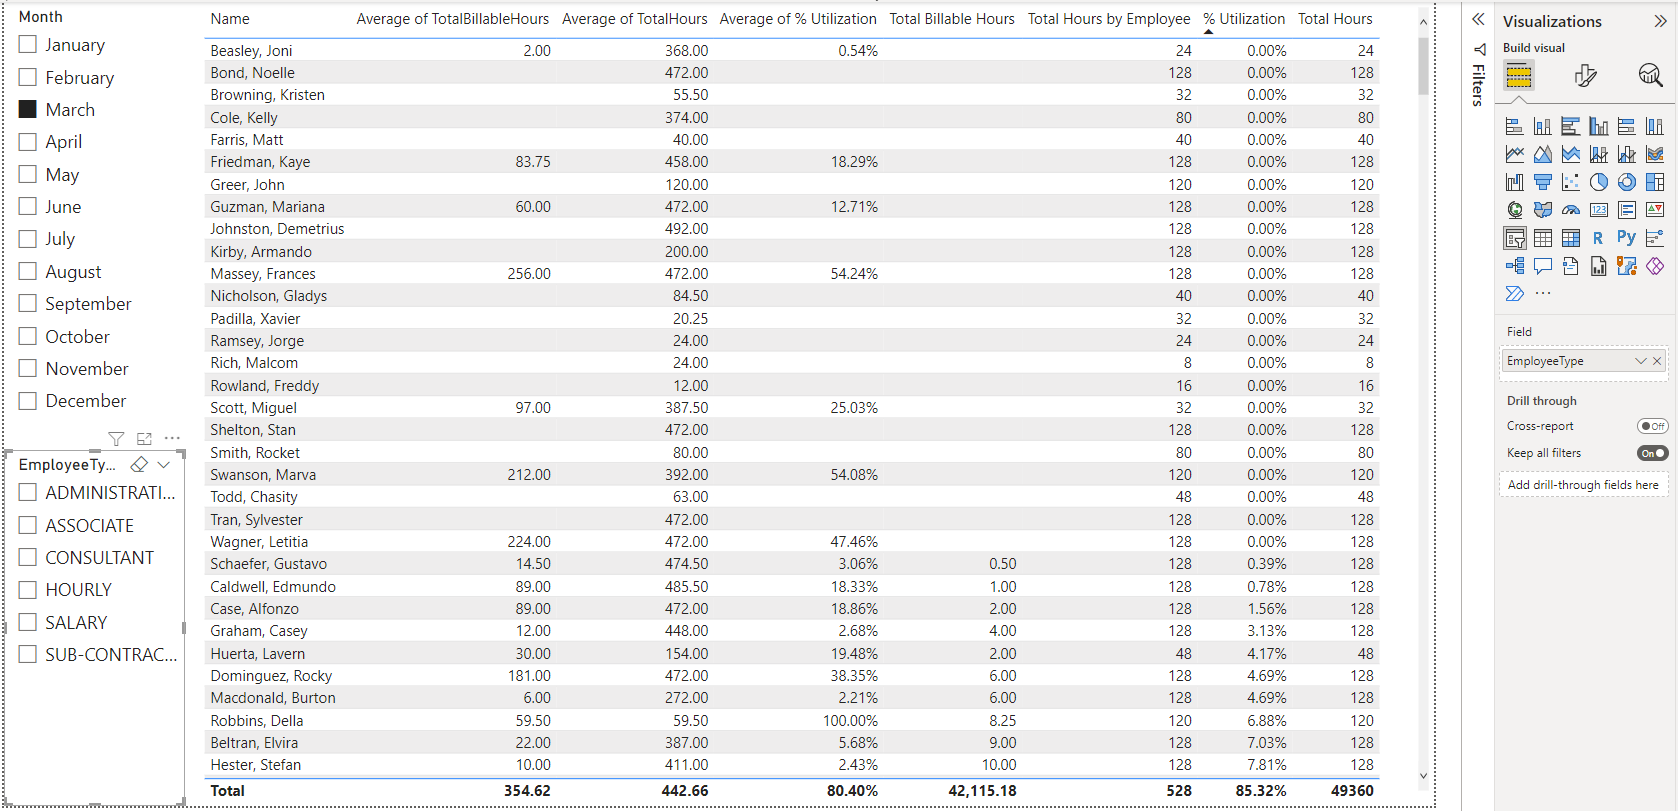 Month
January
February
March
April
May
June
July
August
September
October
November
December
EmployeeTy...
ADMINISTRATI...
ASSOCIATE
CONSULTANT
HOURLY
SALARY
SUB-CONTRAC...
Name Average of TotalBillableHours Average of TotalHours Average of % Utilization Total Billable Hours Total Hours by Employee % Utilization Total Hours
Beasley, Joni 2.00 368.00 0.54% 24 0.00% 24
Bond, Noelle 472.00 128 0.00% 128
Browning, Kristen 55.50 32 0.00% 32
Cole, Kelly 374.00 80 0.00% 80
Farris, Matt 40.00 40 0.00% 40
Friedman, Kaye 83.75 458.00 18.29% 128 0.00% 128
Greer, John 120.00 120 0.00% 120
Guzman, Mariana 60.00 472.00 12.71% 128 0.00% 128
Johnston, Demetrius 492.00 128 0.00% 128
Kirby, Armando 200.00 128 0.00% 128
Massey, Frances 256.00 472.00 54.24% 128 0.00% 128
Nicholson, Gladys 84.50 40 0.00% 40
Padilla, Xavier 20.25 32 0.00% 32
Ramsey, Jorge 24.00 24 0.00% 24
Rich, Malcom 24.00 8 0.00% 8
Rowland, Freddy 12.00 16 0.00% 16
Scott, Miguel 97.00 387.50 25.03% 32 0.00% 32
Shelton, Stan 472.00 128 0.00% 128
Smith, Rocket 80.00 80 0.00% 80
Swanson, Marva 212.00 392.00 54.08% 120 0.00% 120
Todd, Chasity 63.00 48 0.00% 48
Tran, Sylvester 472.00 128 0.00% 128
Wagner, Letitia 224.00 472.00 47.46% 128 0.00% 128
Schaefer, Gustavo 14.50 474.50 3.06% 0.50 128 0.39% 128
Caldwell, Edmundo 89.00 485.50 18.33% 1.00 128 0.78% 128
Case, Alfonzo 89.00 472.00 18.86% 2.00 128 1.56% 128
Graham, Casey 12.00 448.00 2.68% 4.00 128 3.13% 128
Huerta, Lavern 30.00 154.00 19.48% 2.00 48 4.17% 48
Dominguez, Rocky 181.00 472.00 38.35% 6.00 128 4.69% 128
Macdonald, Burton 6.00 272.00 2.21% 6.00 128 4.69% 128
Robbins, Della 59.50 59.50 100.00% 8.25 120 6.88% 120
Beltran, Elvira 22.00 387.00 5.68% 9.00 128 7.03% 128
Hester, Stefan 10.00 411.00 2.43% 10.00 128 7.81% 128
Total 354.62 442.66 80.40% 42,115.18 528 85.32% 49360
Filters
Visualizations
Build visual
123
R Py
Field
EmployeeType
Drill through
Cross-report Off
Keep all filters On
Add drill-through fields here